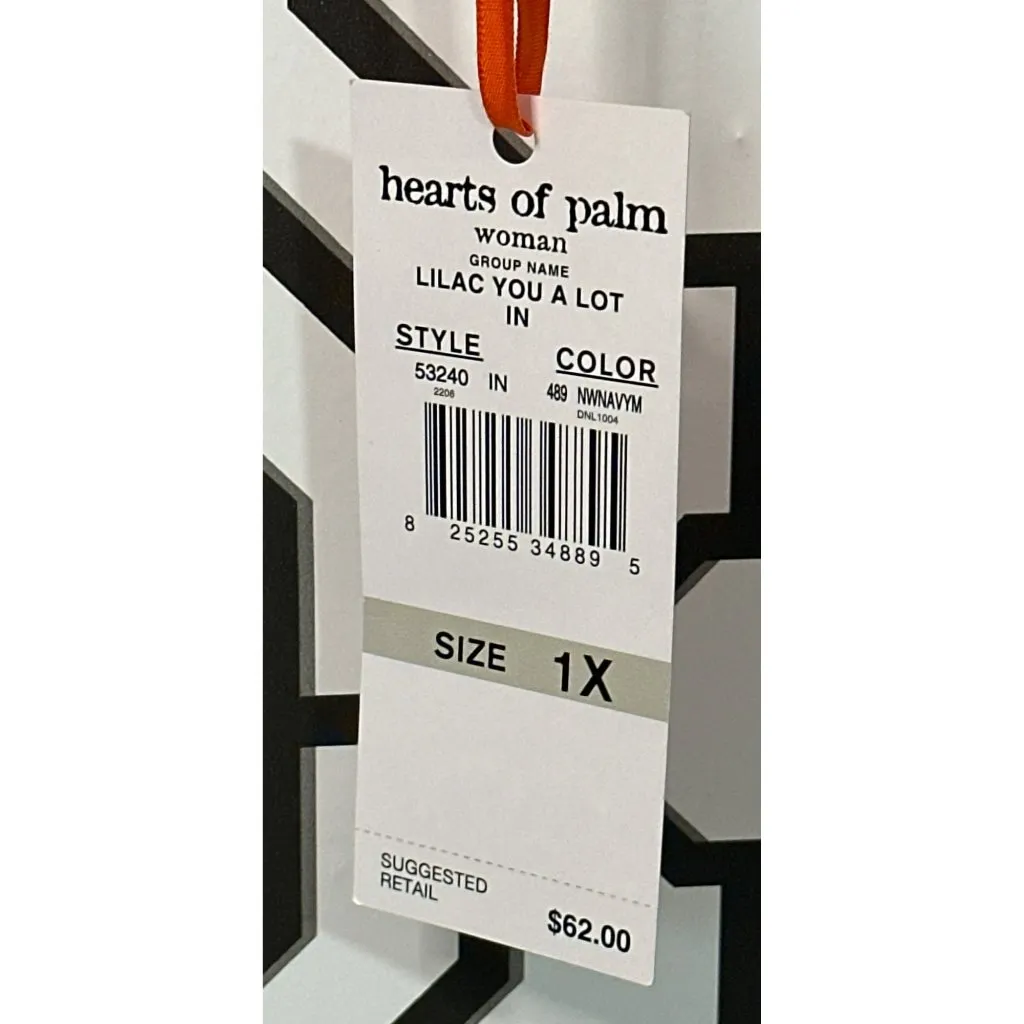 hearts of palm
woman
GROUP NAME
LILAC YOU A LOT
IN
STYLE COLOR
53240 IN 489 NWNAVYM
2206 DNL1004
8 25255 34889 5
SIZE 1X
SUGGESTED
RETAIL
$62.00